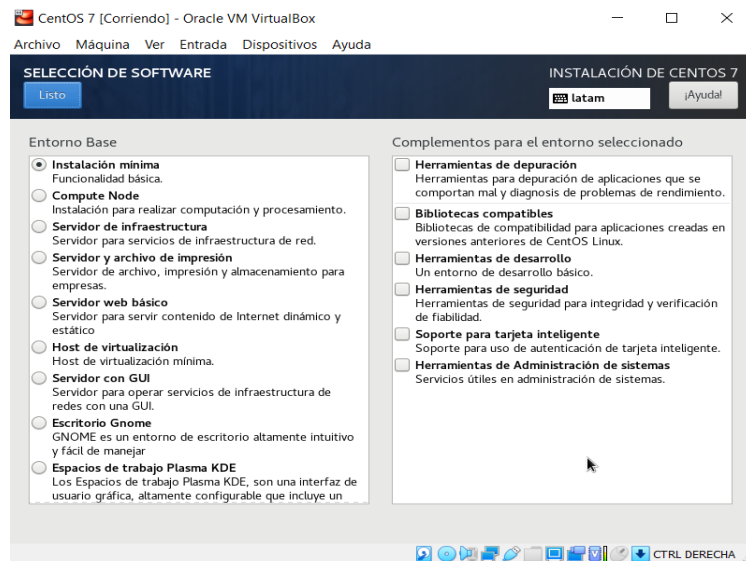 CentOS 7 [Corriendo] - Oracle VM VirtualBox
Archivo Máquina Ver Entrada Dispositivos Ayuda
SELECCIÓN DE SOFTWARE
Listo
INSTALACIÓN DE CENTOS 7
latam
¡Ayuda!
Entorno Base
Instalación mínima
Funcionalidad básica.
Compute Node
Instalación para realizar computación y procesamiento.
Servidor de infraestructura
Servidor para servicios de infraestructura de red.
Servidor y archivo de impresión
Servidor de archivo, impresión y almacenamiento para
empresas.
Servidor web básico
Servidor para servir contenido de Internet dinámico y
estático
Host de virtualización
Host de virtualización mínima.
Servidor con GUI
Servidor para operar servicios de infraestructura de
redes con una GUI.
Escritorio Gnome
GNOME es un entorno de escritorio altamente intuitivo
y fácil de manejar
Espacios de trabajo Plasma KDE
Los Espacios de trabajo Plasma KDE, son una interfaz de
usuario gráfica, altamente configurable que incluye un
Complementos para el entorno seleccionado
Herramientas de depuración
Herramientas para depuración de aplicaciones que se
comportan mal y diagnosis de problemas de rendimiento.
Bibliotecas compatibles
Bibliotecas de compatibilidad para aplicaciones creadas en
versiones anteriores de CentOS Linux.
Herramientas de desarrollo
Un entorno de desarrollo básico.
Herramientas de seguridad
Herramientas de seguridad para integridad y verificación
de fiabilidad.
Soporte para tarjeta inteligente
Soporte para uso de autenticación de tarjeta inteligente.
Herramientas de Administración de sistemas
Servicios útiles en administración de sistemas.
CTRL DERECHA